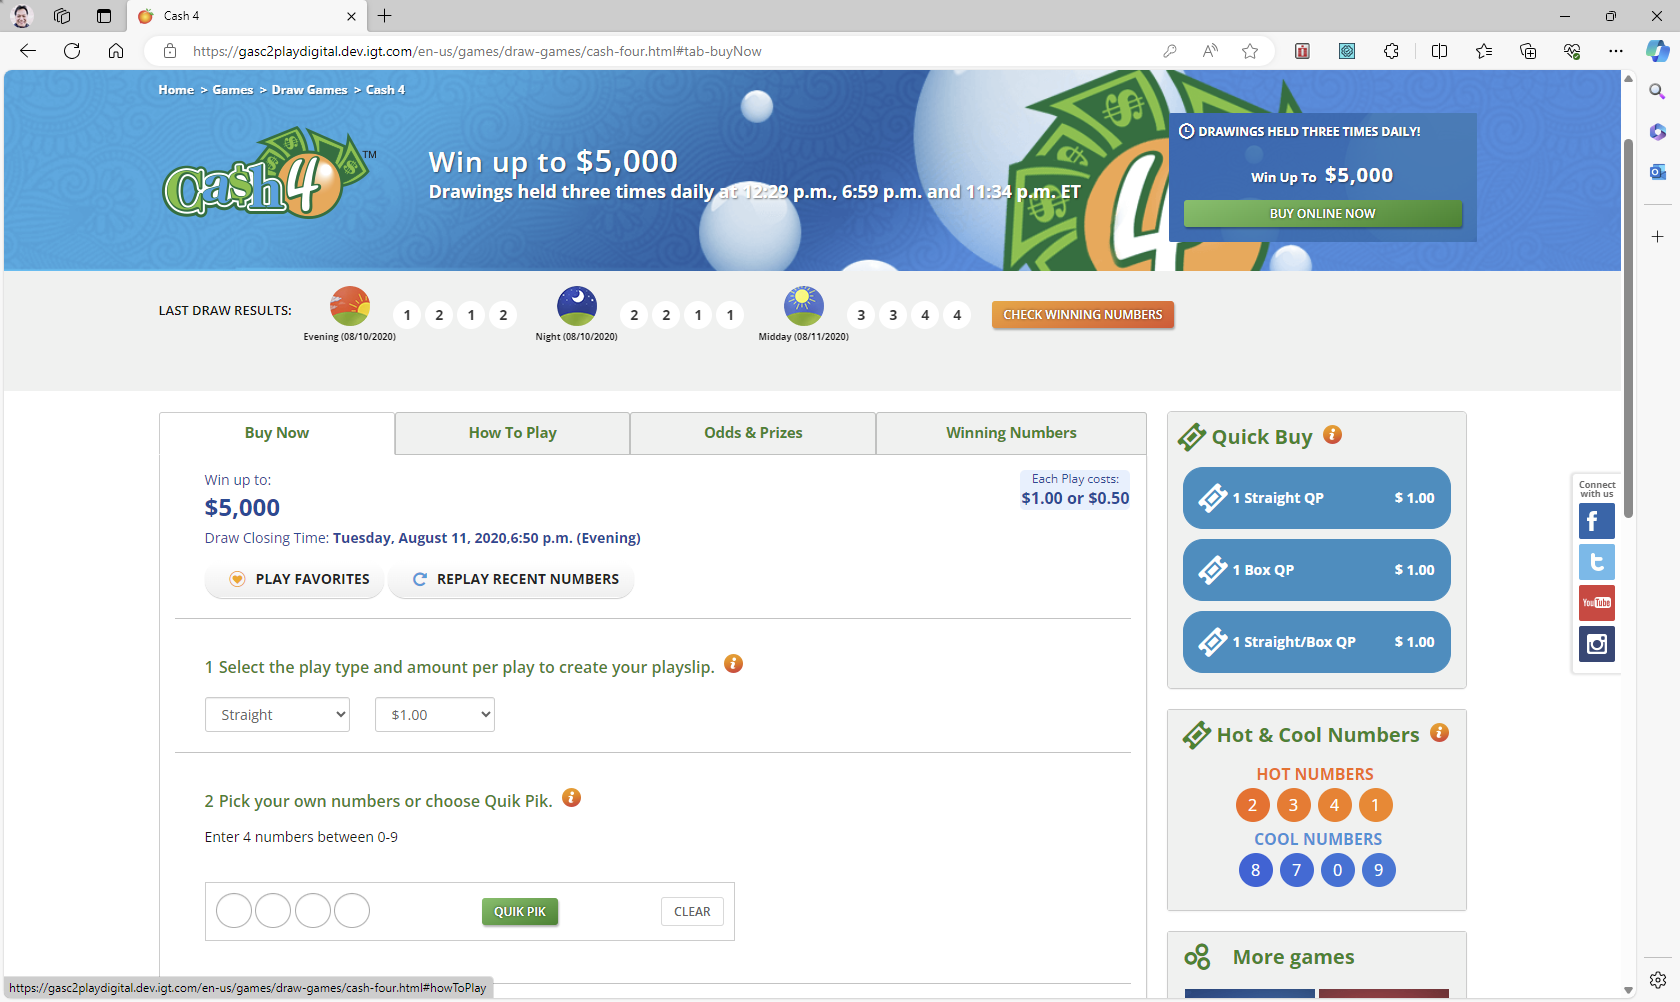 Cash 4
https://gasc2playdigital.dev.igt.com/en-us/games/draw-games/cash-four.html#tab-buyNow
Home > Games > Draw Games > Cash 4
Cash 4 TM
Win up to $5,000
Drawings held three times daily at 12:29 p.m., 6:59 p.m. and 11:34 p.m. ET
DRAWINGS HELD THREE TIMES DAILY!
Win Up To $5,000
BUY ONLINE NOW
LAST DRAW RESULTS:
1 2 1 2
Evening (08/10/2020)
2 2 1 1
Night (08/10/2020)
3 3 4 4
Midday (08/11/2020)
CHECK WINNING NUMBERS
Buy Now
How To Play
Odds & Prizes
Winning Numbers
Win up to:
$5,000
Each Play costs:
$1.00 or $0.50
Draw Closing Time: Tuesday, August 11, 2020,6:50 p.m. (Evening)
PLAY FAVORITES
REPLAY RECENT NUMBERS
1 Select the play type and amount per play to create your playslip.
Straight
$1.00
2 Pick your own numbers or choose Quik Pik.
Enter 4 numbers between 0-9
QUIK PIK
CLEAR
Quick Buy
1 Straight QP $ 1.00
1 Box QP $ 1.00
1 Straight/Box QP $ 1.00
Hot & Cool Numbers
HOT NUMBERS
2 3 4 1
COOL NUMBERS
8 7 0 9
More games
Connect
with us
YouTube
https://gasc2playdigital.dev.igt.com/en-us/games/draw-games/cash-four.html#howToPlay